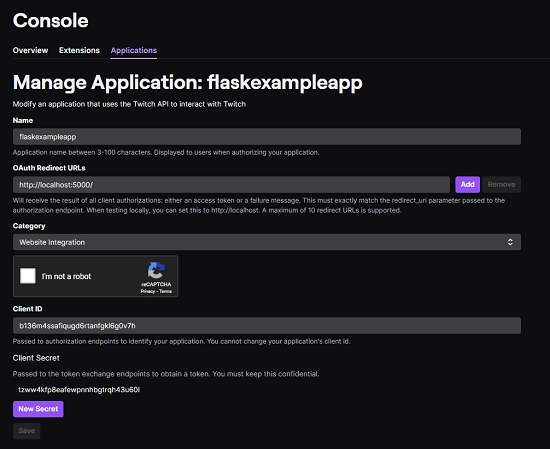 Console
Overview Extensions Applications
Manage Application: flaskexampleapp
Modify an application that uses the Twitch API to interact with Twitch
Name
flaskexampleapp
Application name between 3-100 characters. Displayed to users when authorizing your application.
OAuth Redirect URLs
http://localhost:5000/ Add Remove
Will receive the result of all client authorizations: either an access token or a failure message. This must exactly match the redirect_uri parameter passed to the
authorization endpoint. When testing locally, you can set this to http://localhost. A maximum of 10 redirect URLs is supported.
Category
Website Integration
I'm not a robot
reCAPTCHA
Privacy - Terms
Client ID
b136m4ssafiqugd6rtanfgkl6g0v7h
Passed to authorization endpoints to identify your application. You cannot change your application's client id.
Client Secret
Passed to the token exchange endpoints to obtain a token. You must keep this confidential.
tzww4kfp8eafewpnnhbgtrqh43u60l
New Secret
Save